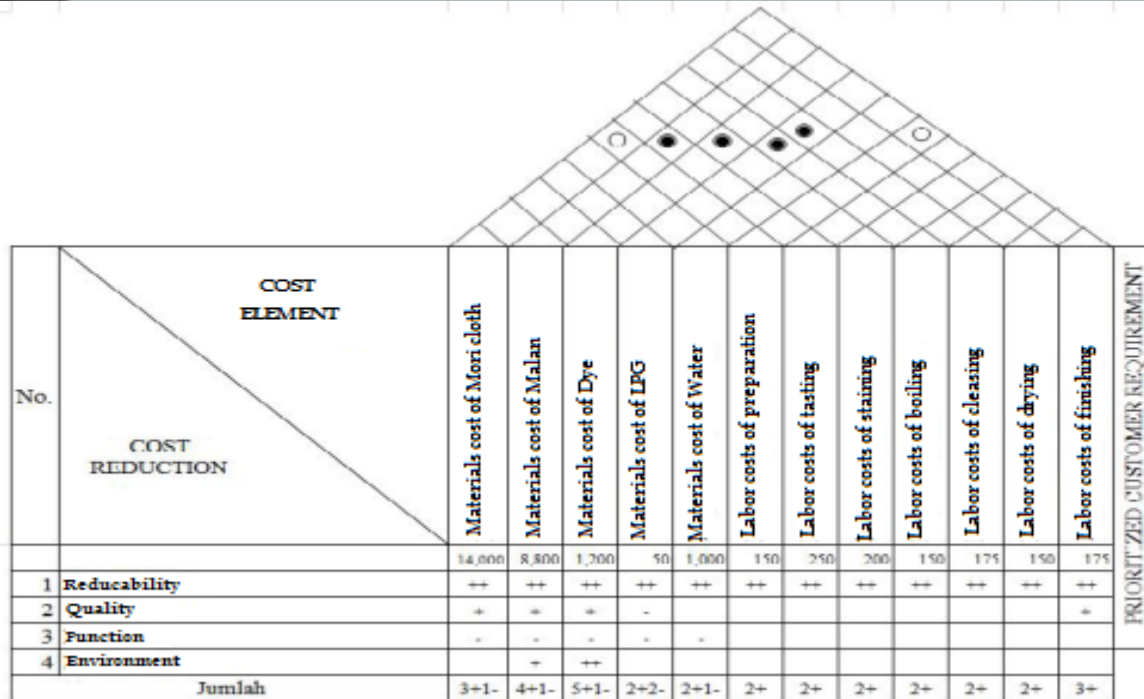 COST
ELEMENT
No.
COST
REDUCTION
Materials cost of Mori cloth
Materials cost of Malan
Materials cost of Dye
Materials cost of LPG
Materials cost of Water
Labor costs of preparation
Labor costs of tasting
Labor costs of staining
Labor costs of boiling
Labor costs of cleasing
Labor costs of drying
Labor costs of finishing
PRIORITIZED CUSTOMER REQUIREMENT
14,000 8,800 1,200 50 1,000 150 250 200 150 175 150 175
1 Reducability ++ ++ ++ ++ ++ ++ ++ ++ ++ ++ ++ ++
2 Quality + + + - +
3 Function - - - - -
4 Environment + ++
Jumlah 3+1- 4+1- 5+1- 2+2- 2+1- 2+ 2+ 2+ 2+ 2+ 2+ 3+